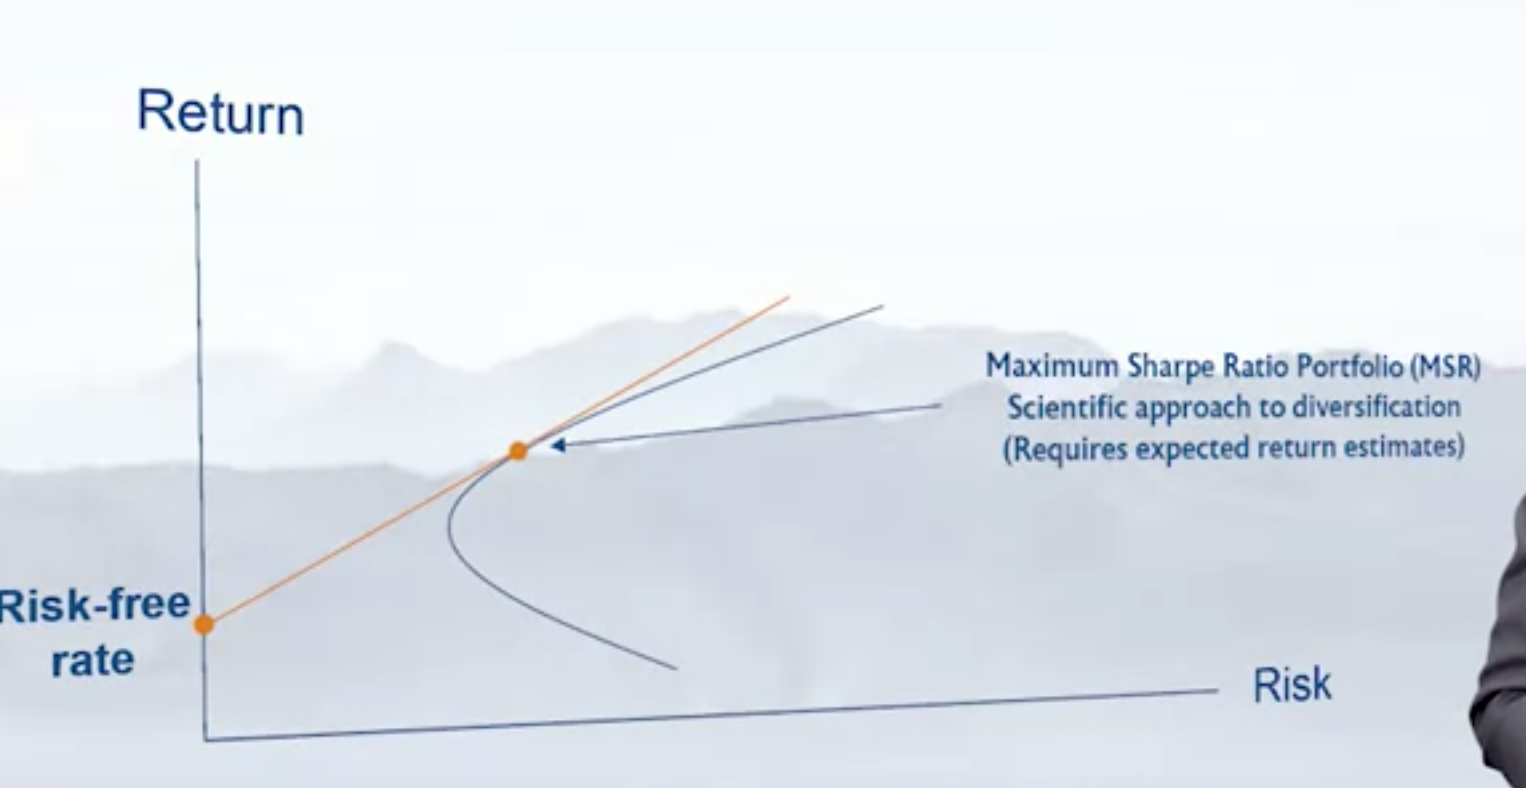 Return
Maximum Sharpe Ratio Portfolio (MSR)
Scientific approach to diversification
(Requires expected return estimates)
Risk-free
rate
Risk